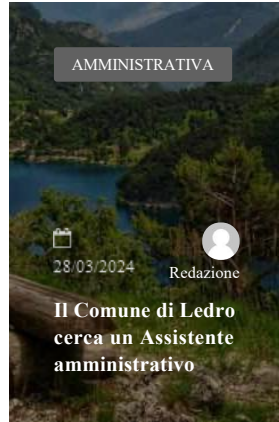 AMMINISTRATIVA
28/03/2024
Redazione
Il Comune di Ledro
cerca un Assistente
amministrativo